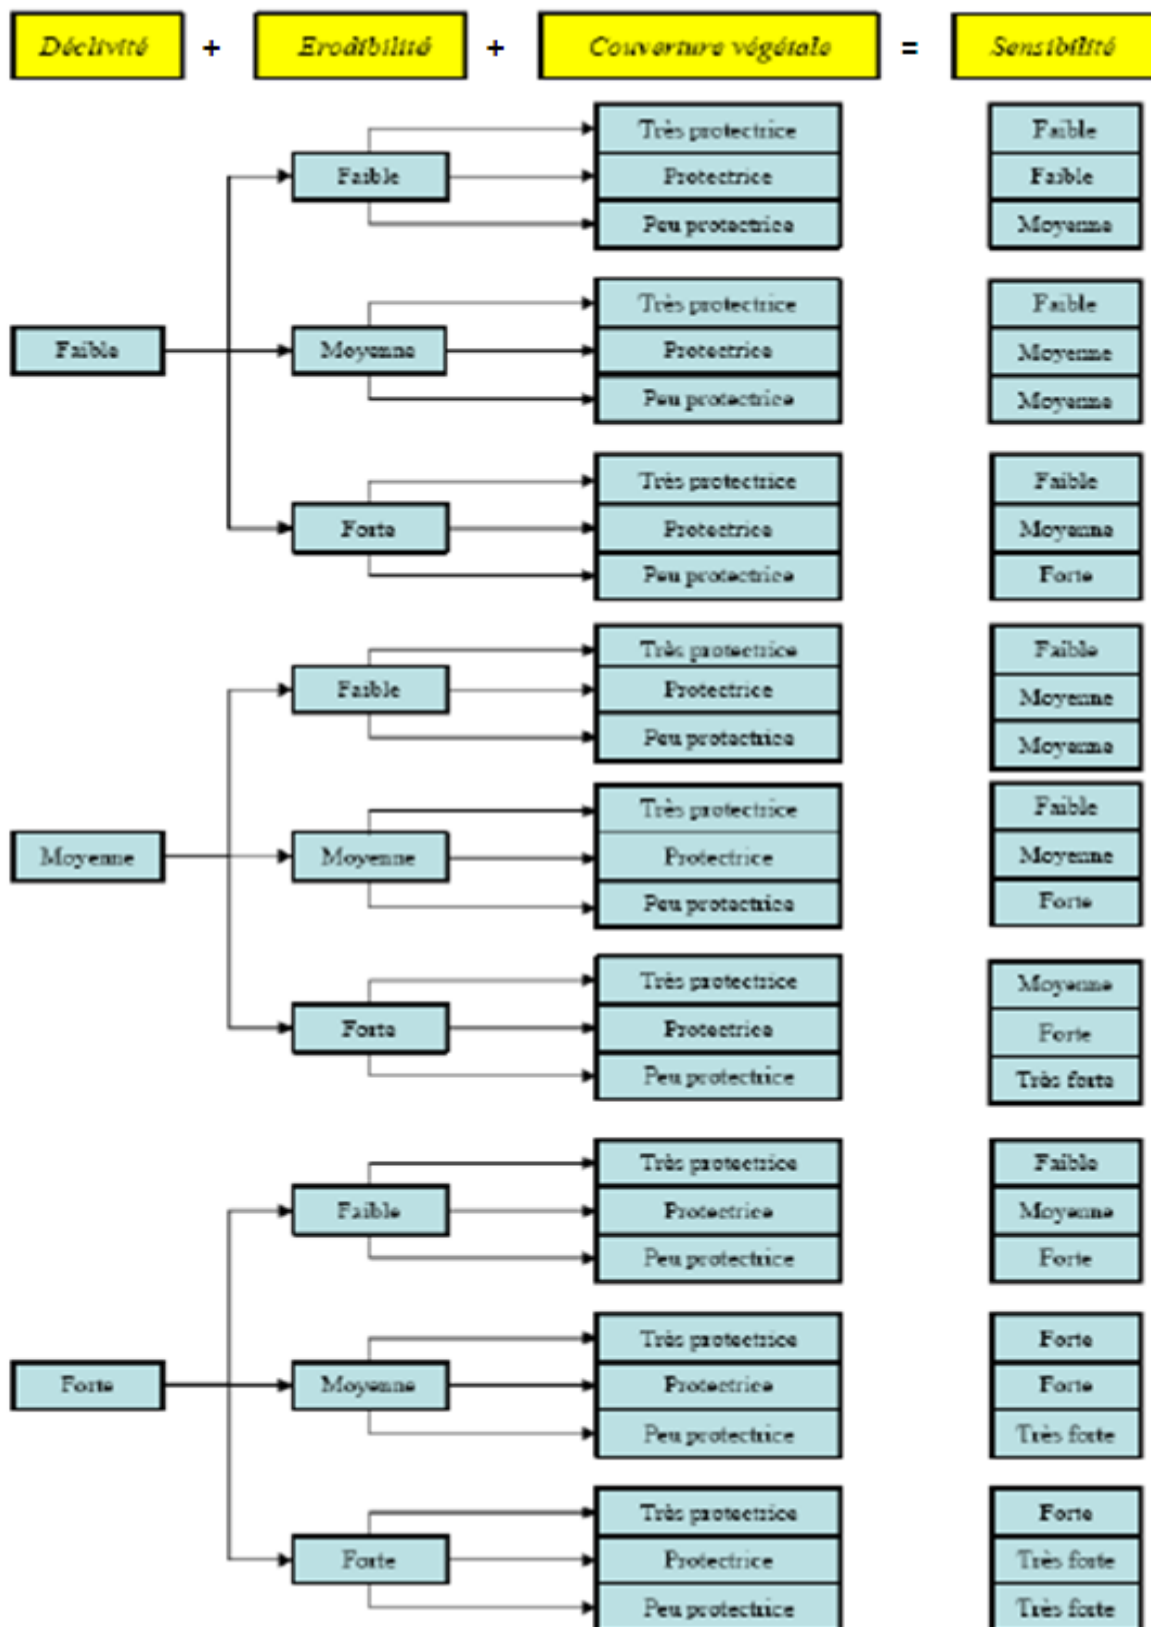 Déclivité + Erodibilité + Couverture végétale = Sensibilité
Très protectrice Faible
Faible Protectrice Faible
Peu protectrice Moyenne
Très protectrice Faible
Faible Moyenne Protectrice Moyenne
Peu protectrice Moyenne
Très protectrice Faible
Forte Protectrice Moyenne
Peu protectrice Forte
Très protectrice Faible
Faible Protectrice Moyenne
Peu protectrice Moyenne
Très protectrice Faible
Moyenne Moyenne Protectrice Moyenne
Peu protectrice Forte
Très protectrice Moyenne
Forte Protectrice Forte
Peu protectrice Très forte
Très protectrice Faible
Faible Protectrice Moyenne
Peu protectrice Forte
Très protectrice Forte
Forte Moyenne Protectrice Forte
Peu protectrice Très forte
Très protectrice Forte
Forte Protectrice Très forte
Peu protectrice Très forte